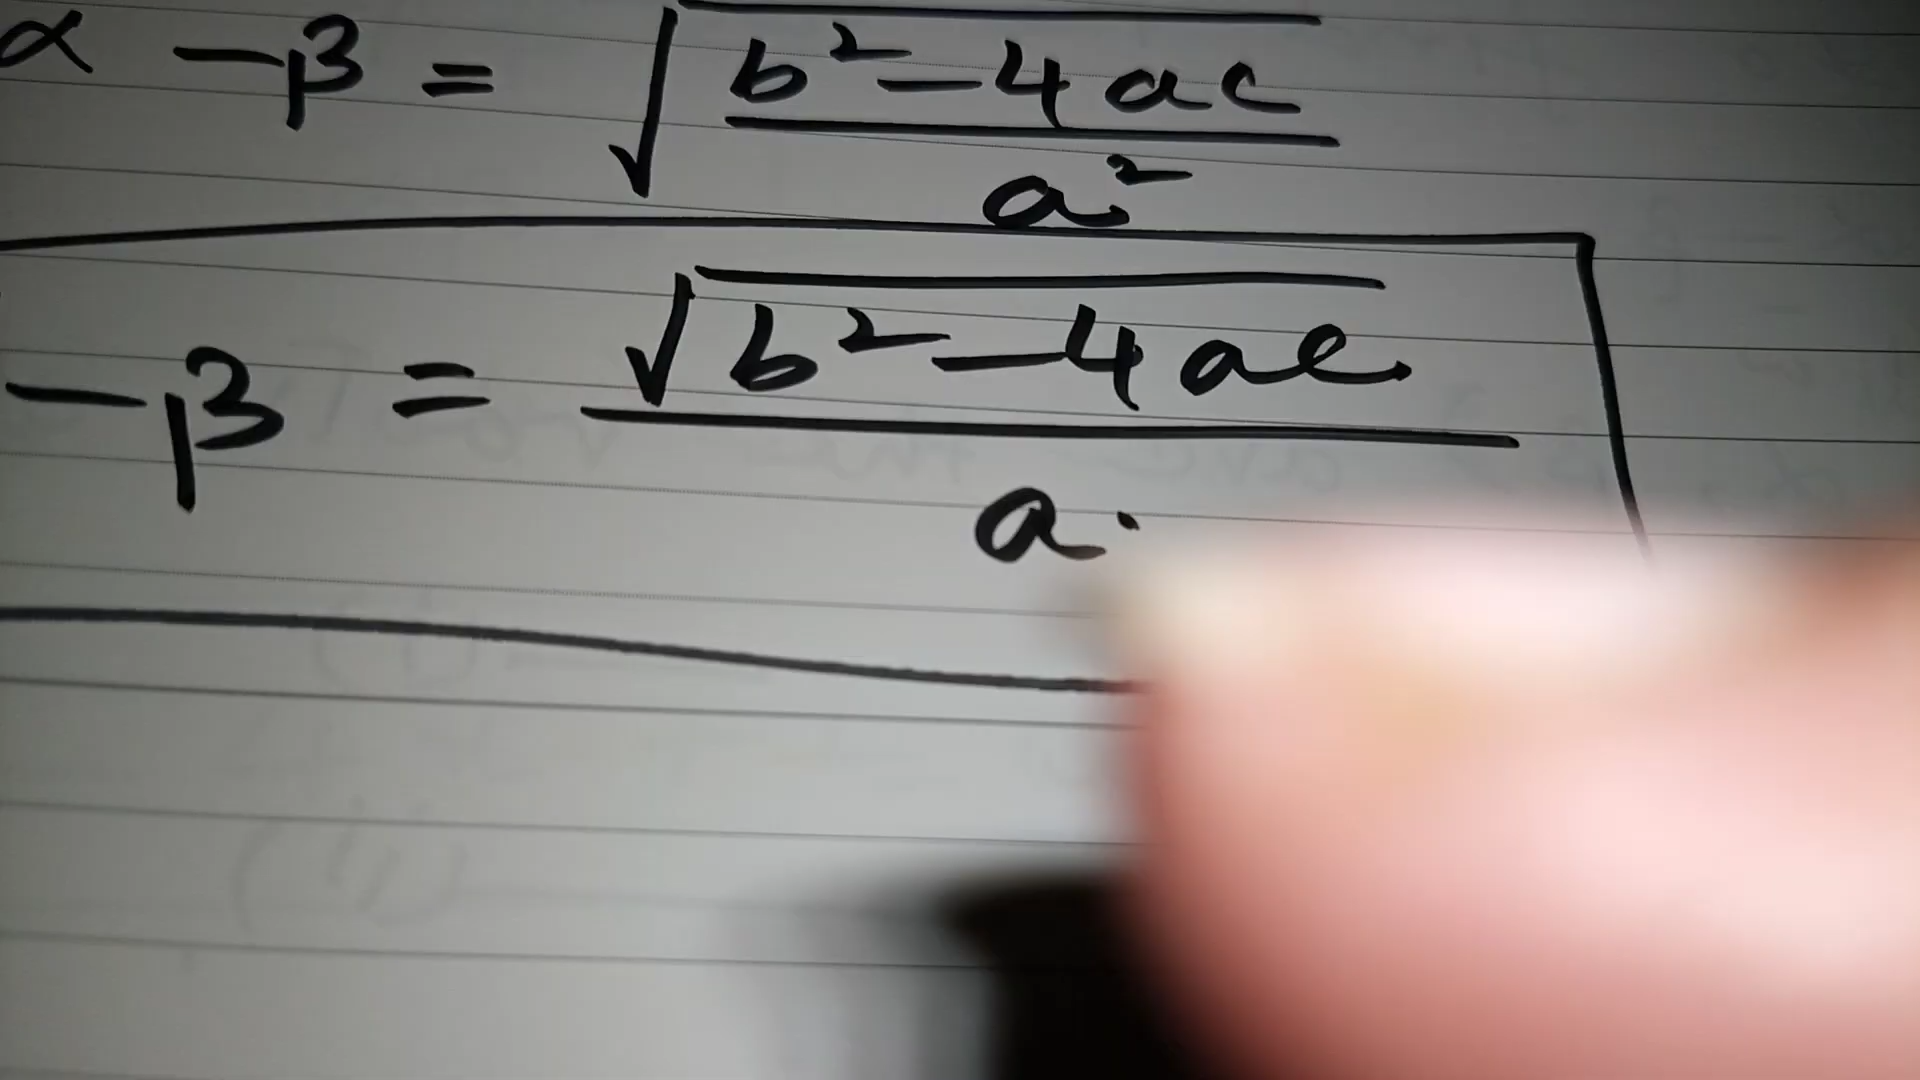 α - β = √(b² - 4ac / a²)
- β = √(b² - 4ac) / a.